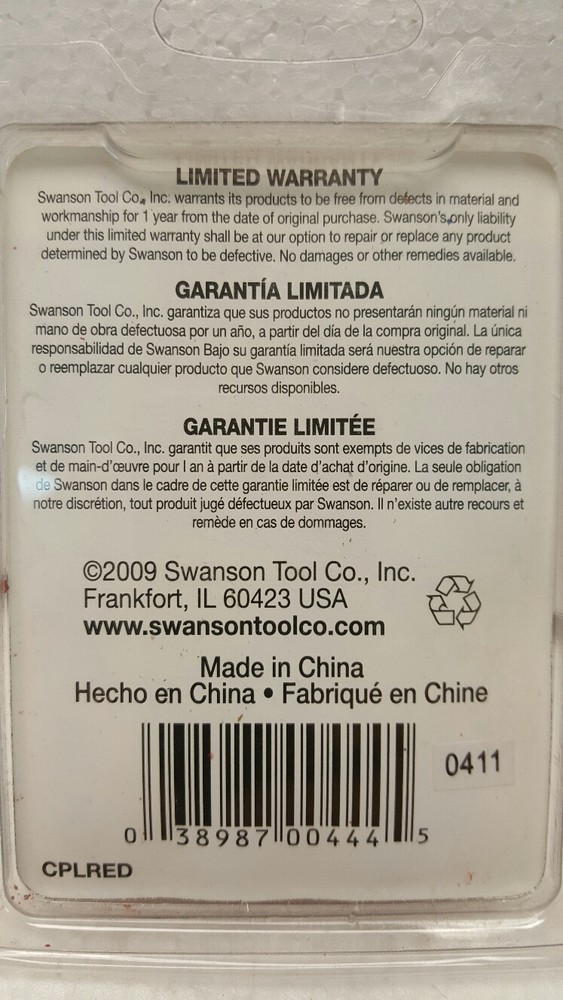 LIMITED WARRANTY
Swanson Tool Co., Inc. warrants its products to be free from defects in material and
workmanship for 1 year from the date of original purchase. Swanson's only liability
under this limited warranty shall be at our option to repair or replace any product
determined by Swanson to be defective. No damages or other remedies available.
GARANTÍA LIMITADA
Swanson Tool Co., Inc. garantiza que sus productos no presentarán ningún material ni
mano de obra defectuosa por un año, a partir del día de la compra original. La única
responsabilidad de Swanson Bajo su garantía limitada será nuestra opción de reparar
o reemplazar cualquier producto que Swanson considere defectuoso. No hay otros
recursos disponibles.
GARANTIE LIMITÉE
Swanson Tool Co., Inc. garantit que ses produits sont exempts de vices de fabrication
et de main-d'œuvre pour l an à partir de la date d'achat d'origine. La seule obligation
de Swanson dans le cadre de cette garantie limitée est de réparer ou de remplacer, à
notre discrétion, tout produit jugé défectueux par Swanson. Il n'existe autre recours et
remède en cas de dommages.
©2009 Swanson Tool Co., Inc.
Frankfort, IL 60423 USA
www.swansontoolco.com
Made in China
Hecho en China • Fabriqué en Chine
0411
0 38987 00444 5
CPLRED